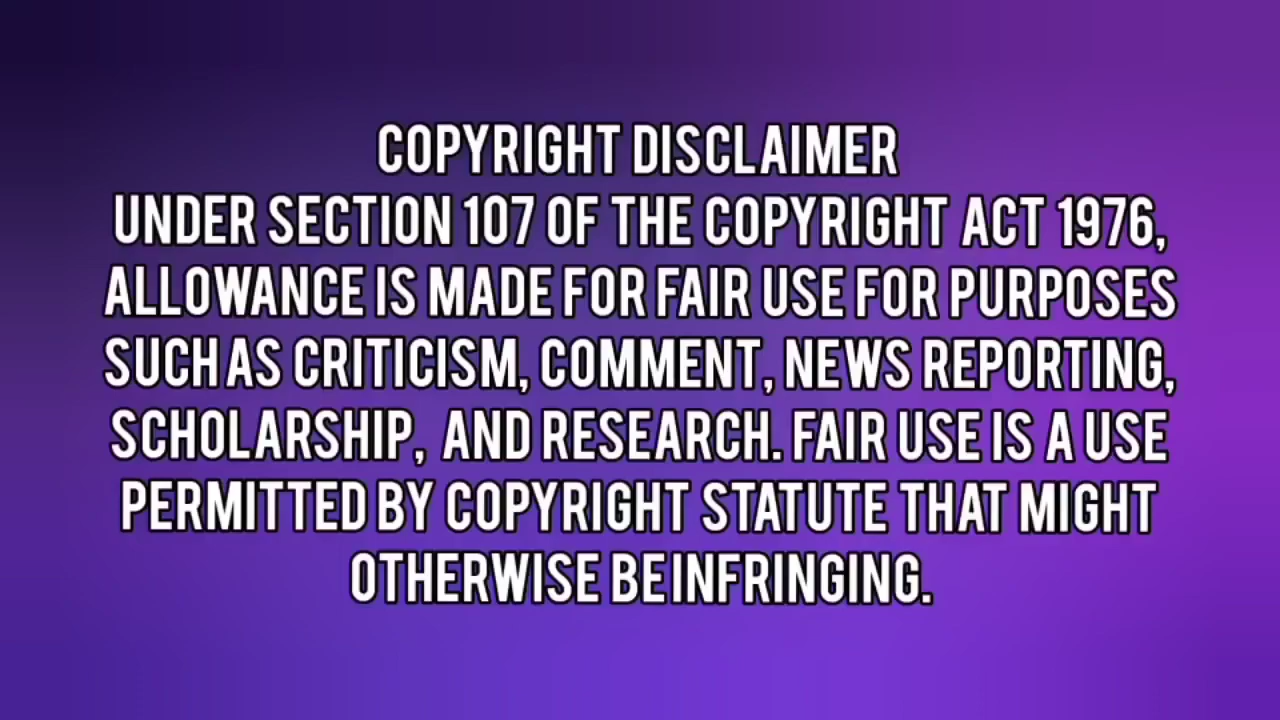 COPYRIGHT DISCLAIMER
UNDER SECTION 107 OF THE COPYRIGHT ACT 1976,
ALLOWANCE IS MADE FOR FAIR USE FOR PURPOSES
SUCH AS CRITICISM, COMMENT, NEWS REPORTING,
SCHOLARSHIP, AND RESEARCH. FAIR USE IS A USE
PERMITTED BY COPYRIGHT STATUTE THAT MIGHT
OTHERWISE BE INFRINGING.